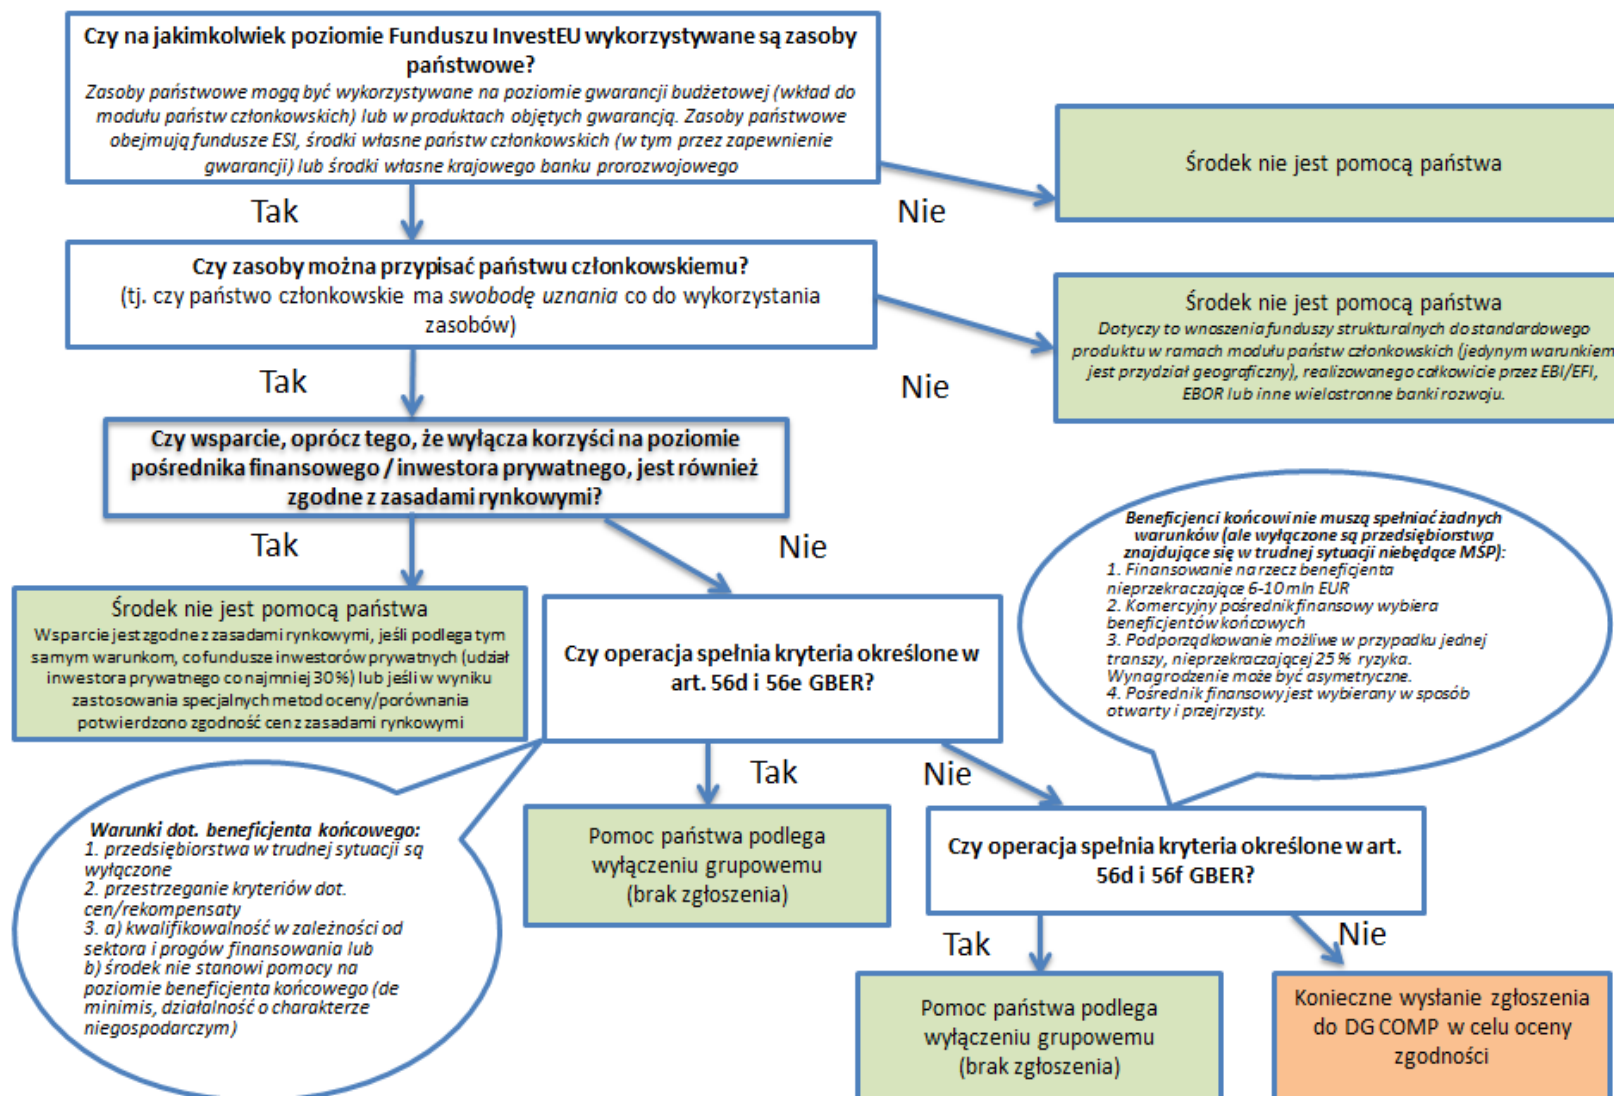 Czy na jakimkolwiek poziomie Funduszu InvestEU wykorzystywane są zasoby
państwowe?
Zasoby państwowe mogą być wykorzystywane na poziomie gwarancji budżetowej (wkład do
modułu państw członkowskich) lub w produktach objętych gwarancją. Zasoby państwowe
obejmują fundusze ESI, środki własne państw członkowskich (w tym przez zapewnienie
gwarancji) lub środki własne krajowego banku prorozwojowego
Środek nie jest pomocą państwa
Tak
Nie
Czy zasoby można przypisać państwu członkowskiemu?
(tj. czy państwo członkowskie ma swobodę uznania co do wykorzystania
zasobów)
Środek nie jest pomocą państwa
Dotyczy to wnoszenia funduszy strukturalnych do standardowego
produktu w ramach modułu państw członkowskich (jedynym warunkiem
jest przydział geograficzny), realizowanego całkowicie przez EBI/EFI,
EBOR lub inne wielostronne banki rozwoju.
Tak
Nie
Czy wsparcie, oprócz tego, że wyłącza korzyści na poziomie
pośrednika finansowego / inwestora prywatnego, jest również
zgodne z zasadami rynkowymi?
Tak
Nie
Beneficjenci końcowi nie muszą spełniać żadnych
warunków (ale wyłączone są przedsiębiorstwa
znajdujące się w trudnej sytuacji niebędące MŚP):
1. Finansowanie na rzecz beneficjenta
nieprzekraczające 6-10 mln EUR
2. Komercyjny pośrednik finansowy wybiera
beneficjentów końcowych
3. Podporządkowanie możliwe w przypadku jednej
transzy, nieprzekraczającej 25 % ryzyka.
Wynagrodzenie może być asymetryczne.
4. Pośrednik finansowy jest wybierany w sposób
otwarty i przejrzysty.
Środek nie jest pomocą państwa
Wsparcie jest zgodne z zasadami rynkowymi, jeśli podlega tym
samym warunkom, co fundusze inwestorów prywatnych (udział
inwestora prywatnego co najmniej 30 %) lub jeśli w wyniku
zastosowania specjalnych metod oceny/porównania
potwierdzono zgodność cen z zasadami rynkowymi
Czy operacja spełnia kryteria określone w
art. 56d i 56e GBER?
Tak
Nie
Warunki dot. beneficjenta końcowego:
1. przedsiębiorstwa w trudnej sytuacji są
wyłączone
2. przestrzeganie kryteriów dot.
cen/rekompensaty
3. a) kwalifikowalność w zależności od
sektora i progów finansowania lub
b) środek nie stanowi pomocy na
poziomie beneficjenta końcowego (de
minimis, działalność o charakterze
niegospodarczym)
Pomoc państwa podlega
wyłączeniu grupowemu
(brak zgłoszenia)
Czy operacja spełnia kryteria określone w art.
56d i 56f GBER?
Tak
Nie
Pomoc państwa podlega
wyłączeniu grupowemu
(brak zgłoszenia)
Konieczne wysłanie zgłoszenia
do DG COMP w celu oceny
zgodności